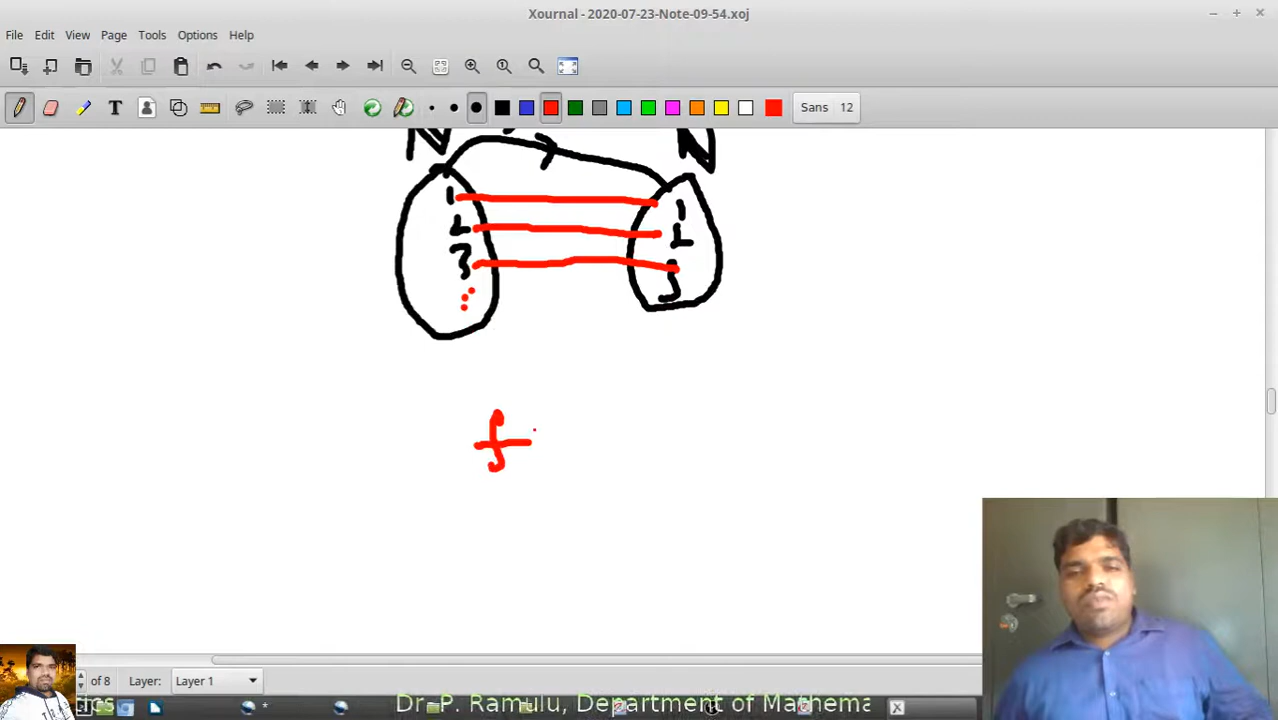 Xournal - 2020-07-23-Note-09-54.xoj
File Edit View Page Tools Options Help
Sans 12
N N
1 1
2 2
3 3
f
of 8 Layer: Layer 1
ics Dr. P. Ramulu, Department of Mathema